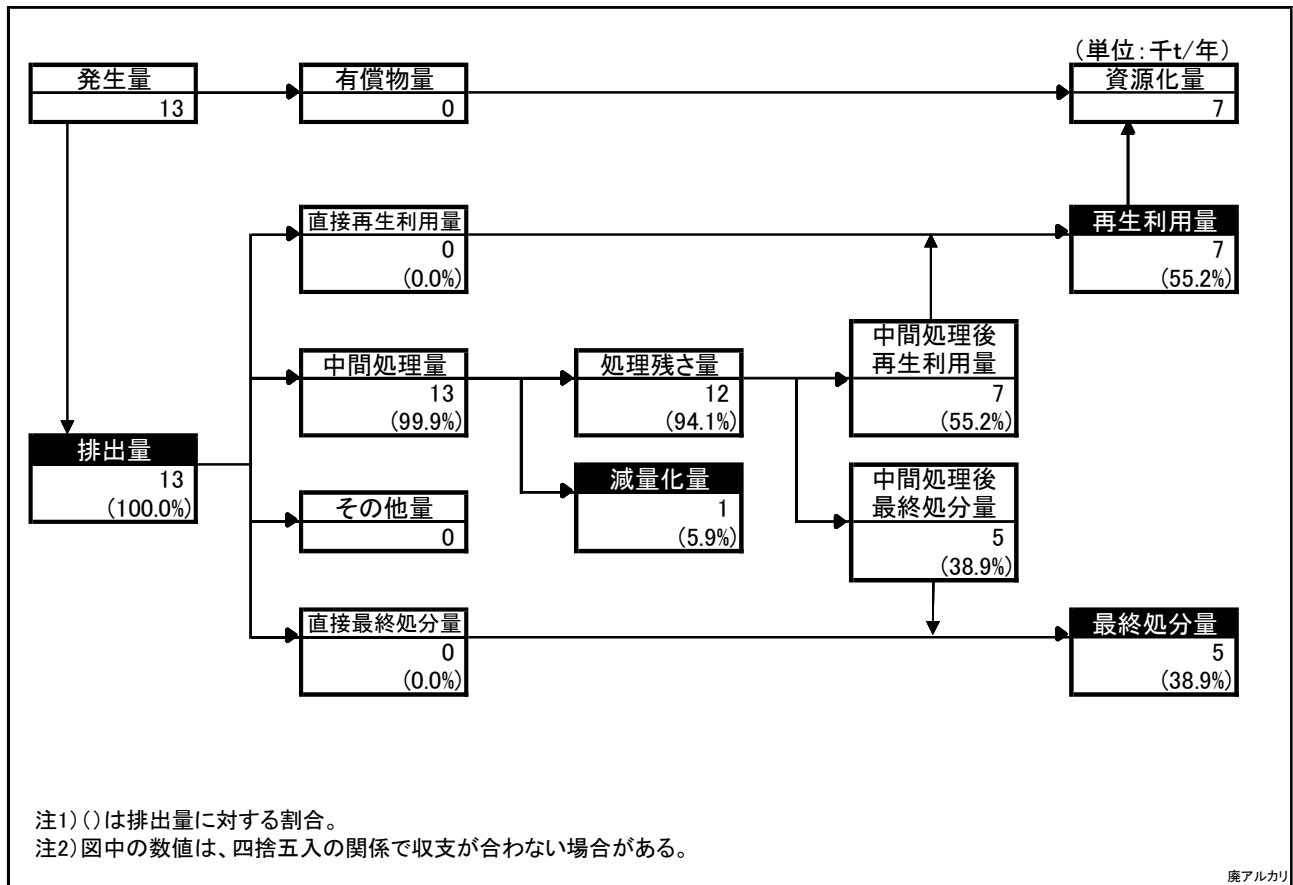 (単位:千t/年)
発生量
13
有償物量
0
資源化量
7
直接再生利用量
0
(0.0%)
再生利用量
7
(55.2%)
中間処理量
13
(99.9%)
処理残さ量
12
(94.1%)
中間処理後
再生利用量
7
(55.2%)
排出量
13
(100.0%)
減量化量
1
(5.9%)
中間処理後
最終処分量
5
(38.9%)
その他量
0
直接最終処分量
0
(0.0%)
最終処分量
5
(38.9%)
注1)()は排出量に対する割合。
注2)図中の数値は、四捨五入の関係で収支が合わない場合がある。
廃アルカリ